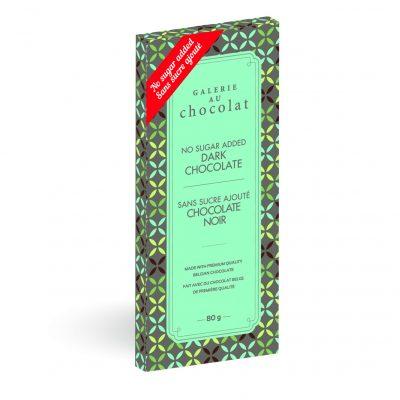 No sugar added
Sans sucre ajouté
GALERIE
AU
chocolat
NO SUGAR ADDED
DARK
CHOCOLATE
SANS SUCRE AJOUTÉ
CHOCOLATE
NOIR
MADE WITH PREMIUM QUALITY
BELGIAN CHOCOLATE
FAIT AVEC DU CHOCOLAT BELGE
DE PREMIÈRE QUALITÉ
80 g